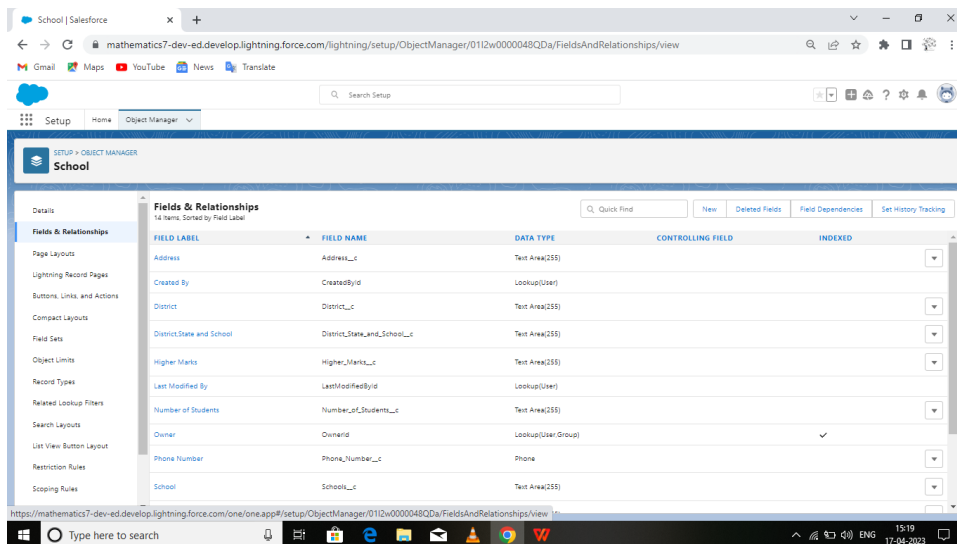 School | Salesforce
mathematics7-dev-ed.develop.lightning.force.com/lightning/setup/ObjectManager/01I2w0000048QDa/FieldsAndRelationships/view
Gmail Maps YouTube News Translate
Search Setup
Setup Home Object Manager
SETUP > OBJECT MANAGER
School
Details
Fields & Relationships
Page Layouts
Lightning Record Pages
Buttons, Links, and Actions
Compact Layouts
Field Sets
Object Limits
Record Types
Related Lookup Filters
Search Layouts
List View Button Layout
Restriction Rules
Scoping Rules
Fields & Relationships
14 Items, Sorted by Field Label
Quick Find New Deleted Fields Field Dependencies Set History Tracking
FIELD LABEL FIELD NAME DATA TYPE CONTROLLING FIELD INDEXED
Address Address__c Text Area(255)
Created By CreatedById Lookup(User)
District District__c Text Area(255)
District,State and School District_State_and_School__c Text Area(255)
Higher Marks Higher_Marks__c Text Area(255)
Last Modified By LastModifiedById Lookup(User)
Number of Students Number_of_Students__c Text Area(255)
Owner OwnerId Lookup(User,Group)
Phone Number Phone_Number__c Phone
School Schools__c Text Area(255)
https://mathematics7-dev-ed.develop.lightning.force.com/one/one.app#/setup/ObjectManager/01I2w0000048QDa/FieldsAndRelationships/view
Type here to search
ENG
15:19
17-04-2023